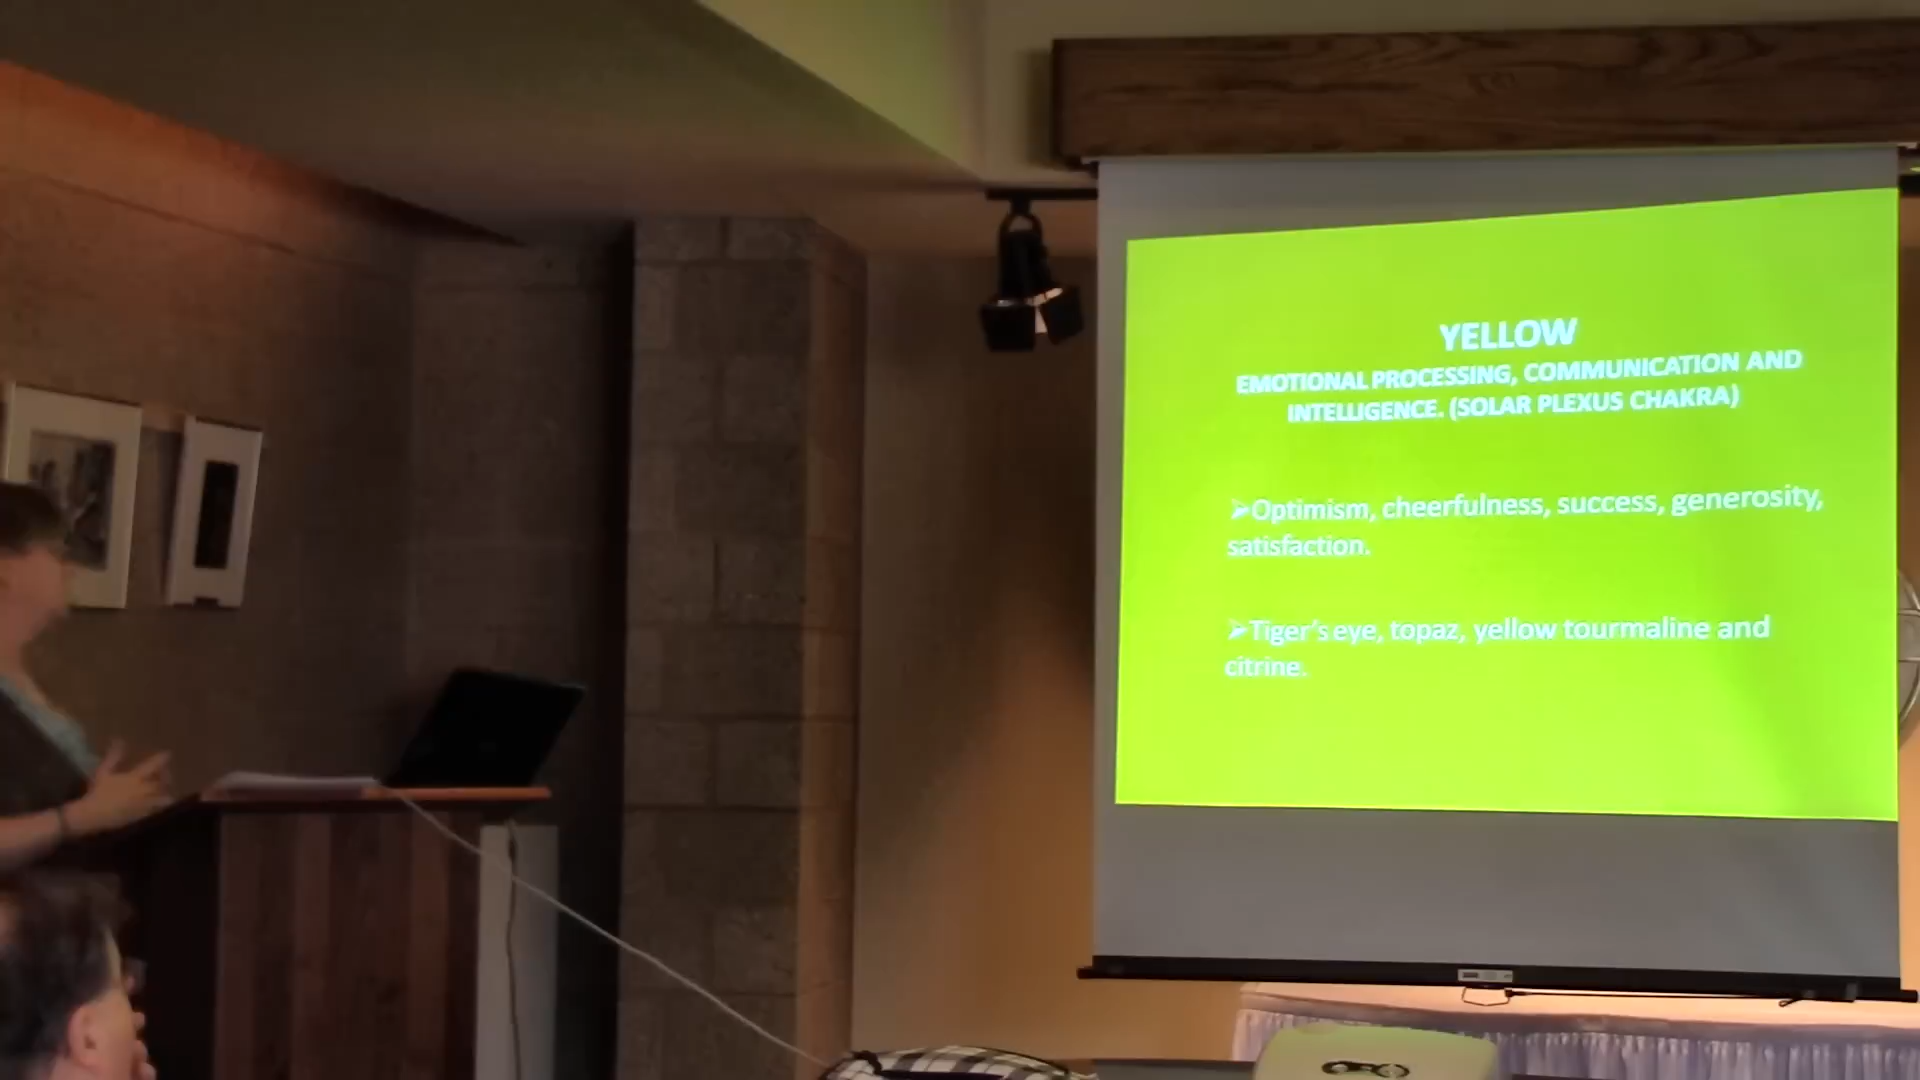 YELLOW
EMOTIONAL PROCESSING, COMMUNICATION AND
INTELLIGENCE. (SOLAR PLEXUS CHAKRA)
➢Optimism, cheerfulness, success, generosity,
satisfaction.
➢Tiger's eye, topaz, yellow tourmaline and
citrine.